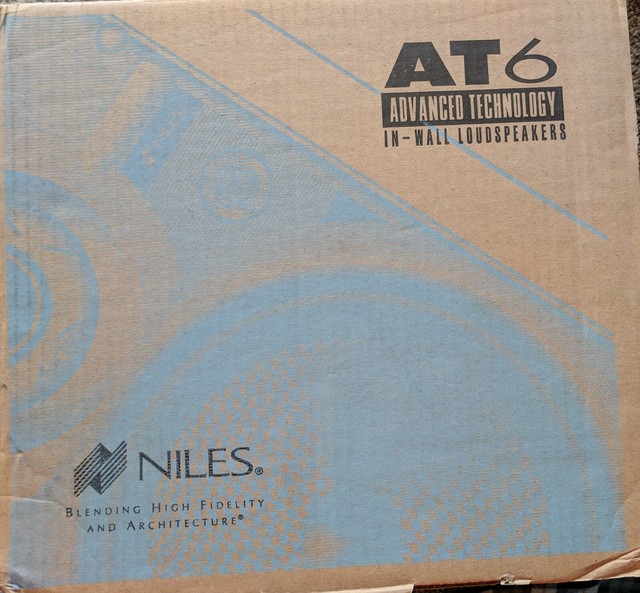 AT6
ADVANCED TECHNOLOGY
IN-WALL LOUDSPEAKERS
NILES®
BLENDING HIGH FIDELITY
AND ARCHITECTURE®